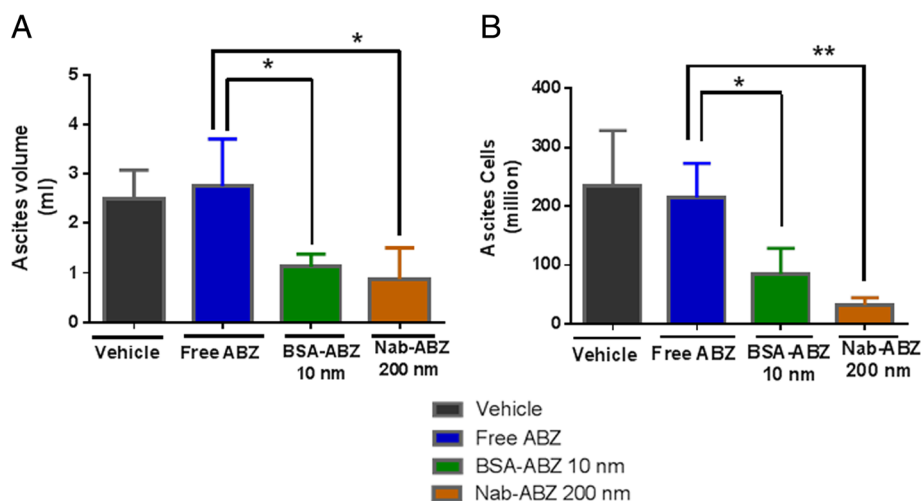 A
*
*
5
4
3
2
1
0
Ascites volume
(ml)
Vehicle
Free ABZ
BSA-ABZ
10 nm
Nab-ABZ
200 nm
B
**
*
400
300
200
100
0
Ascites Cells
(million)
Vehicle
Free ABZ
BSA-ABZ
10 nm
Nab-ABZ
200 nm
Vehicle
Free ABZ
BSA-ABZ 10 nm
Nab-ABZ 200 nm